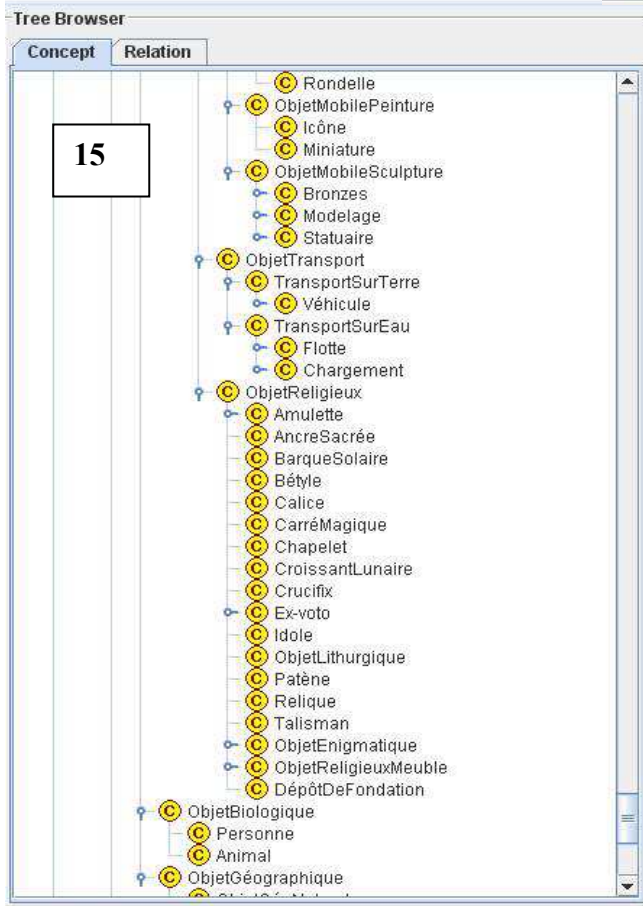 Tree Browser
Concept Relation
Rondelle
ObjetMobilePeinture
Icône
15
Miniature
ObjetMobileSculpture
Bronzes
Modelage
Statuaire
ObjetTransport
TransportSurTerre
Véhicule
TransportSurEau
Flotte
Chargement
ObjetReligieux
Amulette
AncreSacrée
BarqueSolaire
Bétyle
Calice
CarréMagique
Chapelet
CroissantLunaire
Crucifix
Ex-voto
Idole
ObjetLithurgique
Patène
Relique
Talisman
ObjetEnigmatique
ObjetReligieuxMeuble
DépôtDeFondation
ObjetBiologique
Personne
Animal
ObjetGéographique